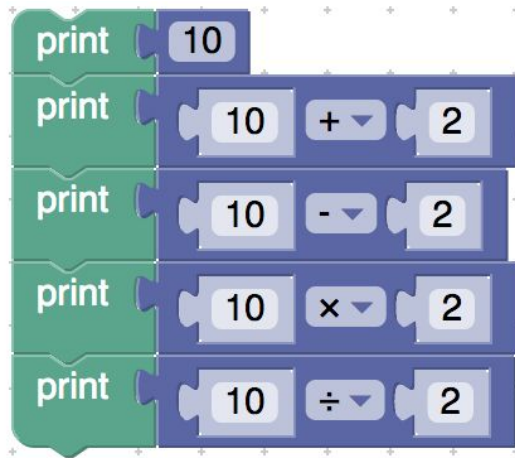 print 10
print 10 + 2
print 10 - 2
print 10 × 2
print 10 ÷ 2